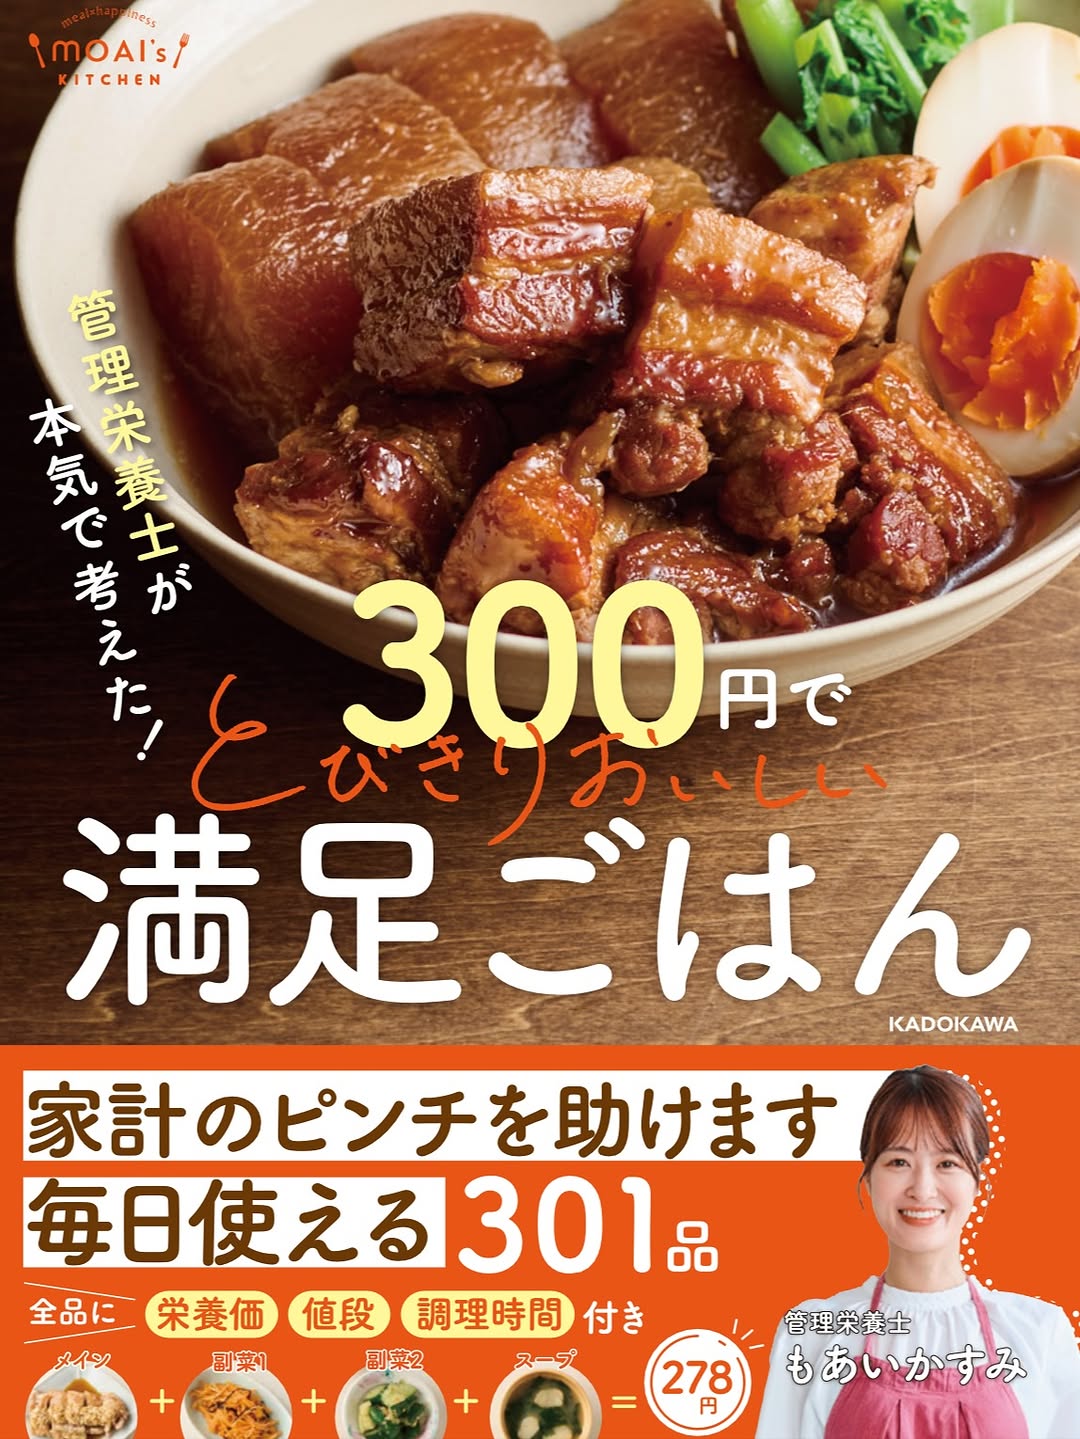 meal×happiness
MOAI's
KITCHEN
管理栄養士が
本気で考えた!
300円で
とびきりおいしい
満足ごはん
KADOKAWA
家計のピンチを助けます
毎日使える301品
全品に 栄養価 値段 調理時間 付き
メイン 副菜1 副菜2 スープ
+ + + = 278円
管理栄養士
もあいかすみ